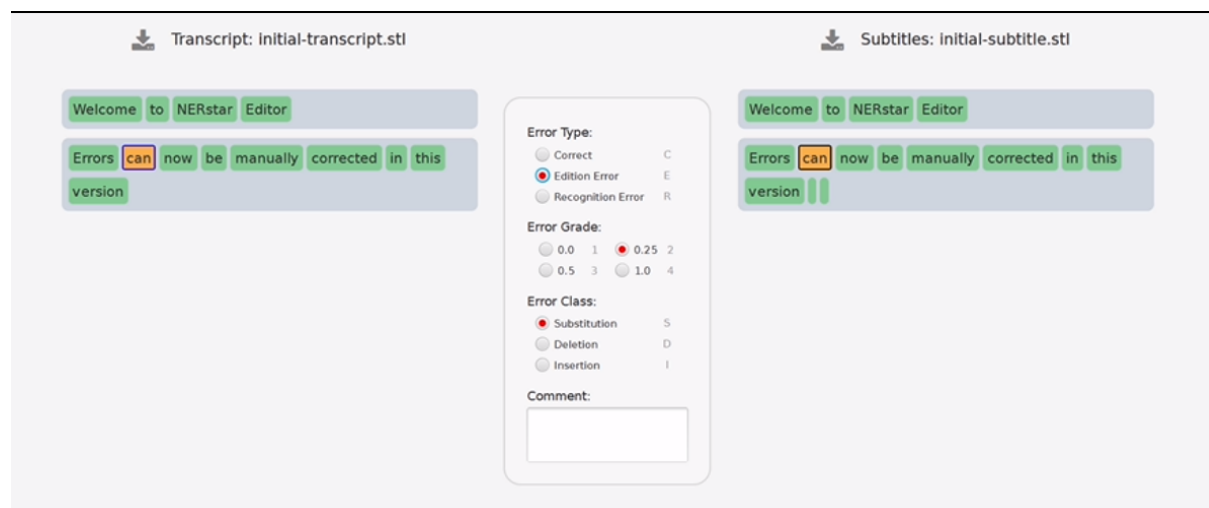 Transcript: initial-transcript.stl
Welcome to NERstar Editor
Errors can now be manually corrected in this
version
Error Type:
Correct C
Edition Error E
Recognition Error R
Error Grade:
0.0 1 0.25 2
0.5 3 1.0 4
Error Class:
Substitution S
Deletion D
Insertion I
Comment:
Subtitles: initial-subtitle.stl
Welcome to NERstar Editor
Errors can now be manually corrected in this
version